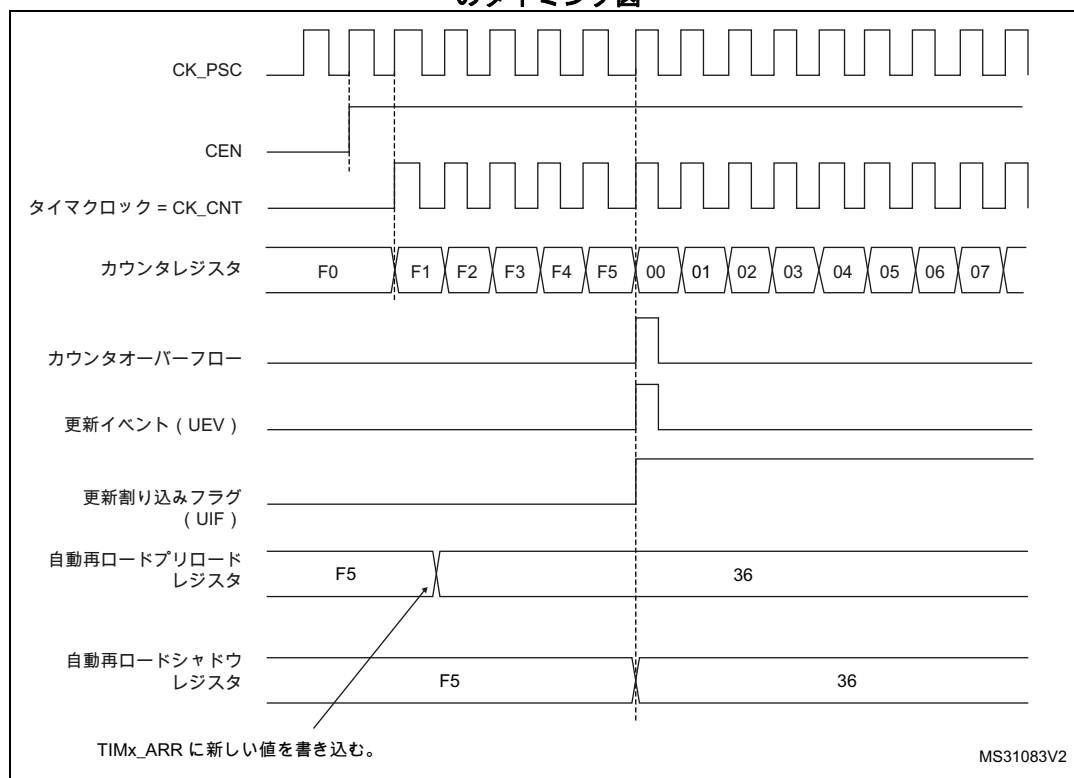 のタイミング図
CK_PSC
CEN
タイマクロック = CK_CNT
カウンタレジスタ
F0 F1 F2 F3 F4 F5 00 01 02 03 04 05 06 07
カウンタオーバーフロー
更新イベント ( UEV )
更新割り込みフラグ
( UIF )
自動再ロードプリロード
レジスタ
F5 36
自動再ロードシャドウ
レジスタ
F5 36
TIMx_ARR に新しい値を書き込む。
MS31083V2